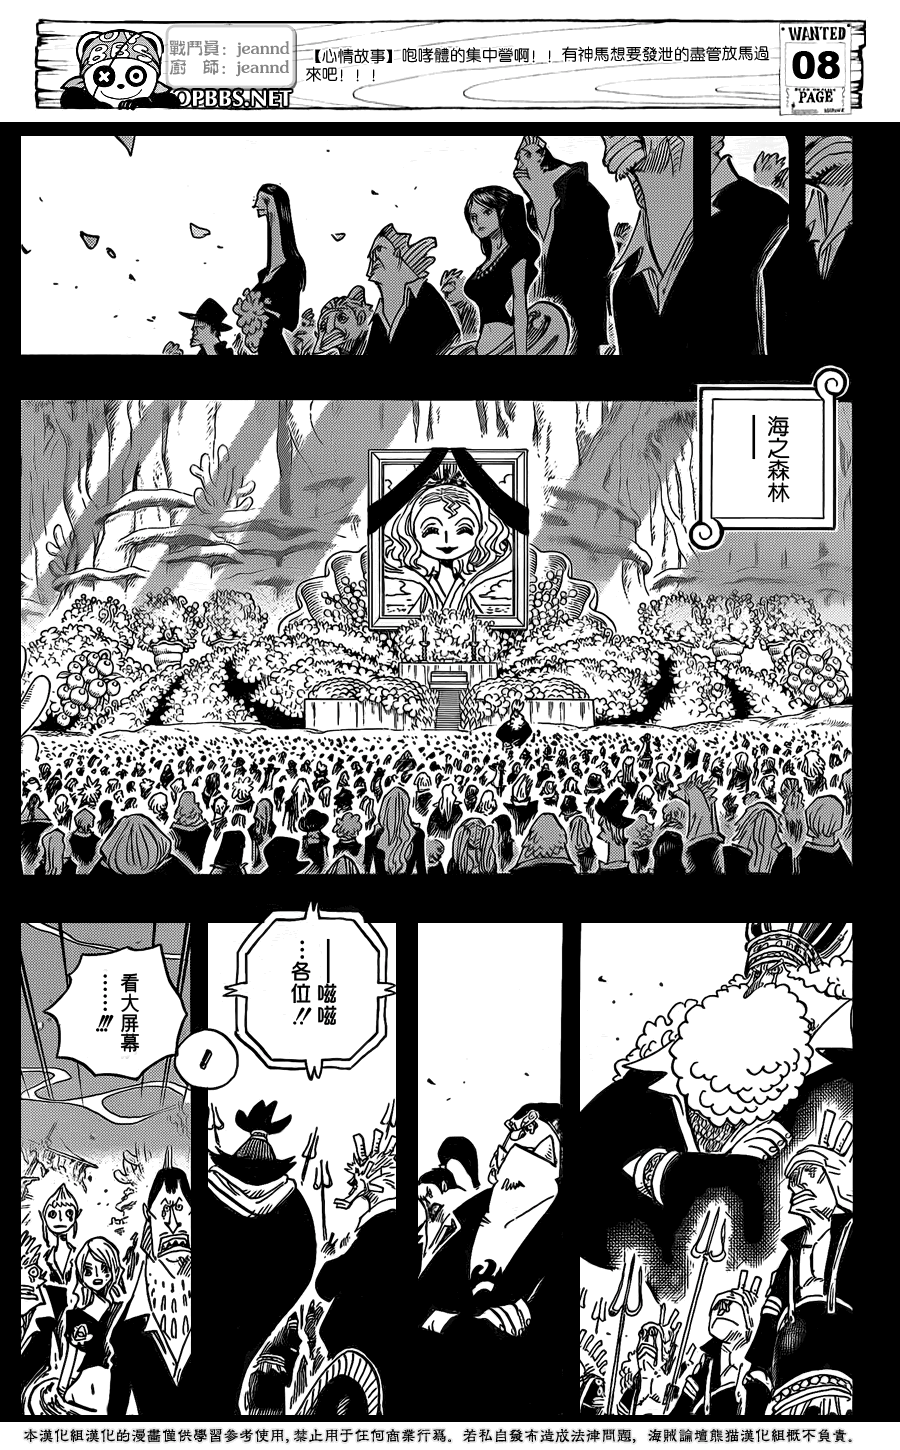 戰鬥員：jeannd
廚　師：jeannd
OPBBS.NET
【心情故事】咆哮體的集中營啊！！有神馬想要發泄的盡管放馬過
來吧！！！
WANTED
08
PAGE
海之森林
——
——嗞嗞
…各位!!
!
看大屏幕
……!!!
本漢化組漢化的漫畫僅供學習參考使用,禁止用于任何商業行爲。若私自發布造成法律問題，海賊論壇熊猫漢化組概不負責。